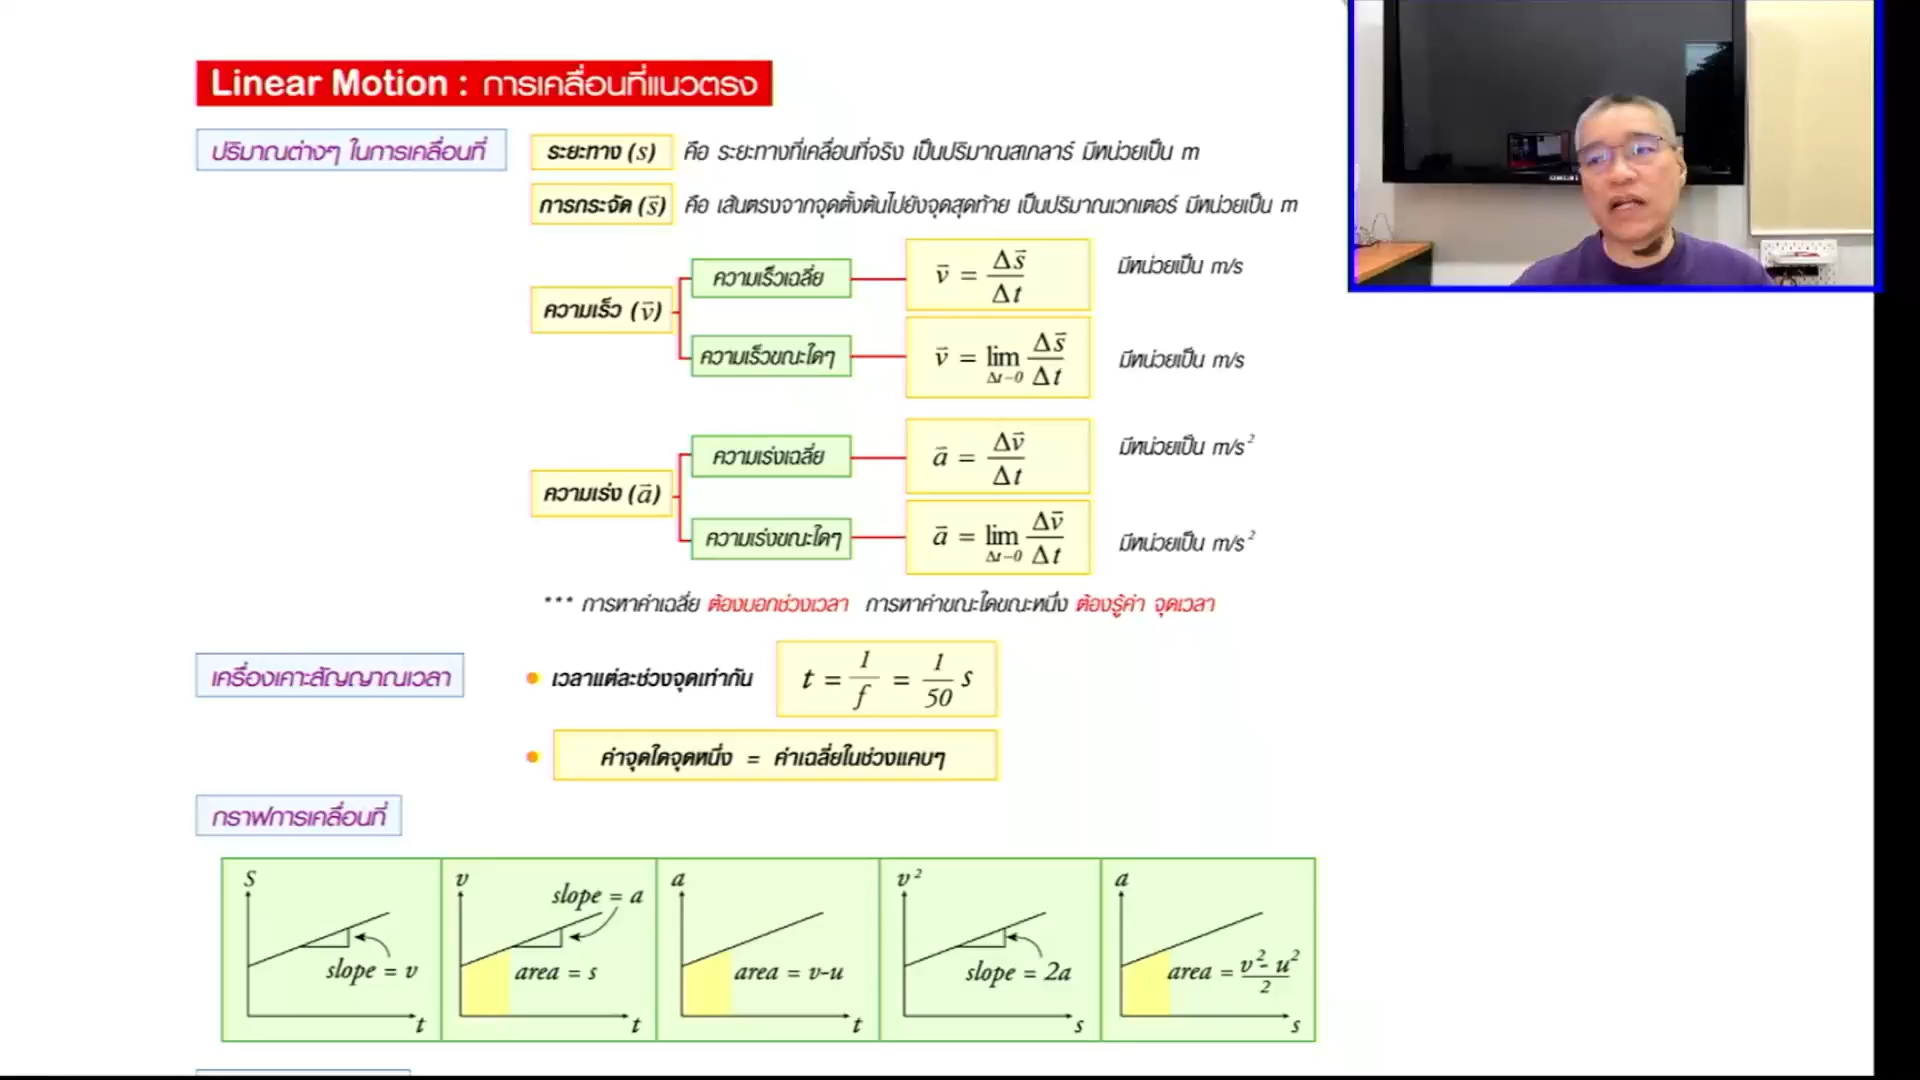 Linear Motion : การเคลื่อนที่แนวตรง
ปริมาณต่างๆ ในการเคลื่อนที่
ระยะทาง (s) คือ ระยะทางที่เคลื่อนที่จริง เป็นปริมาณสเกลาร์ มีหน่วยเป็น m
การกระจัด (s⃗) คือ เส้นตรงจากจุดตั้งต้นไปยังจุดสุดท้าย เป็นปริมาณเวกเตอร์ มีหน่วยเป็น m
ความเร็ว (v⃗)
ความเร็วเฉลี่ย v⃗ = Δs⃗/Δt มีหน่วยเป็น m/s
ความเร็วขณะใดๆ v⃗ = lim Δt→0 Δs⃗/Δt มีหน่วยเป็น m/s
ความเร่ง (a⃗)
ความเร่งเฉลี่ย a⃗ = Δv⃗/Δt มีหน่วยเป็น m/s²
ความเร่งขณะใดๆ a⃗ = lim Δt→0 Δv⃗/Δt มีหน่วยเป็น m/s²
*** การหาค่าเฉลี่ย ต้องบอกช่วงเวลา การหาค่าขณะใดขณะหนึ่ง ต้องรู้ค่า จุดเวลา
เครื่องเคาะสัญญาณเวลา
• เวลาแต่ละช่วงจุดเท่ากัน t = 1/f = 1/50 s
• ค่าจุดใดจุดหนึ่ง = ค่าเฉลี่ยในช่วงแคบๆ
กราฟการเคลื่อนที่
S slope = v t
v slope = a area = s t
a area = v-u t
v² slope = 2a s
a area = v²- u²/2 s